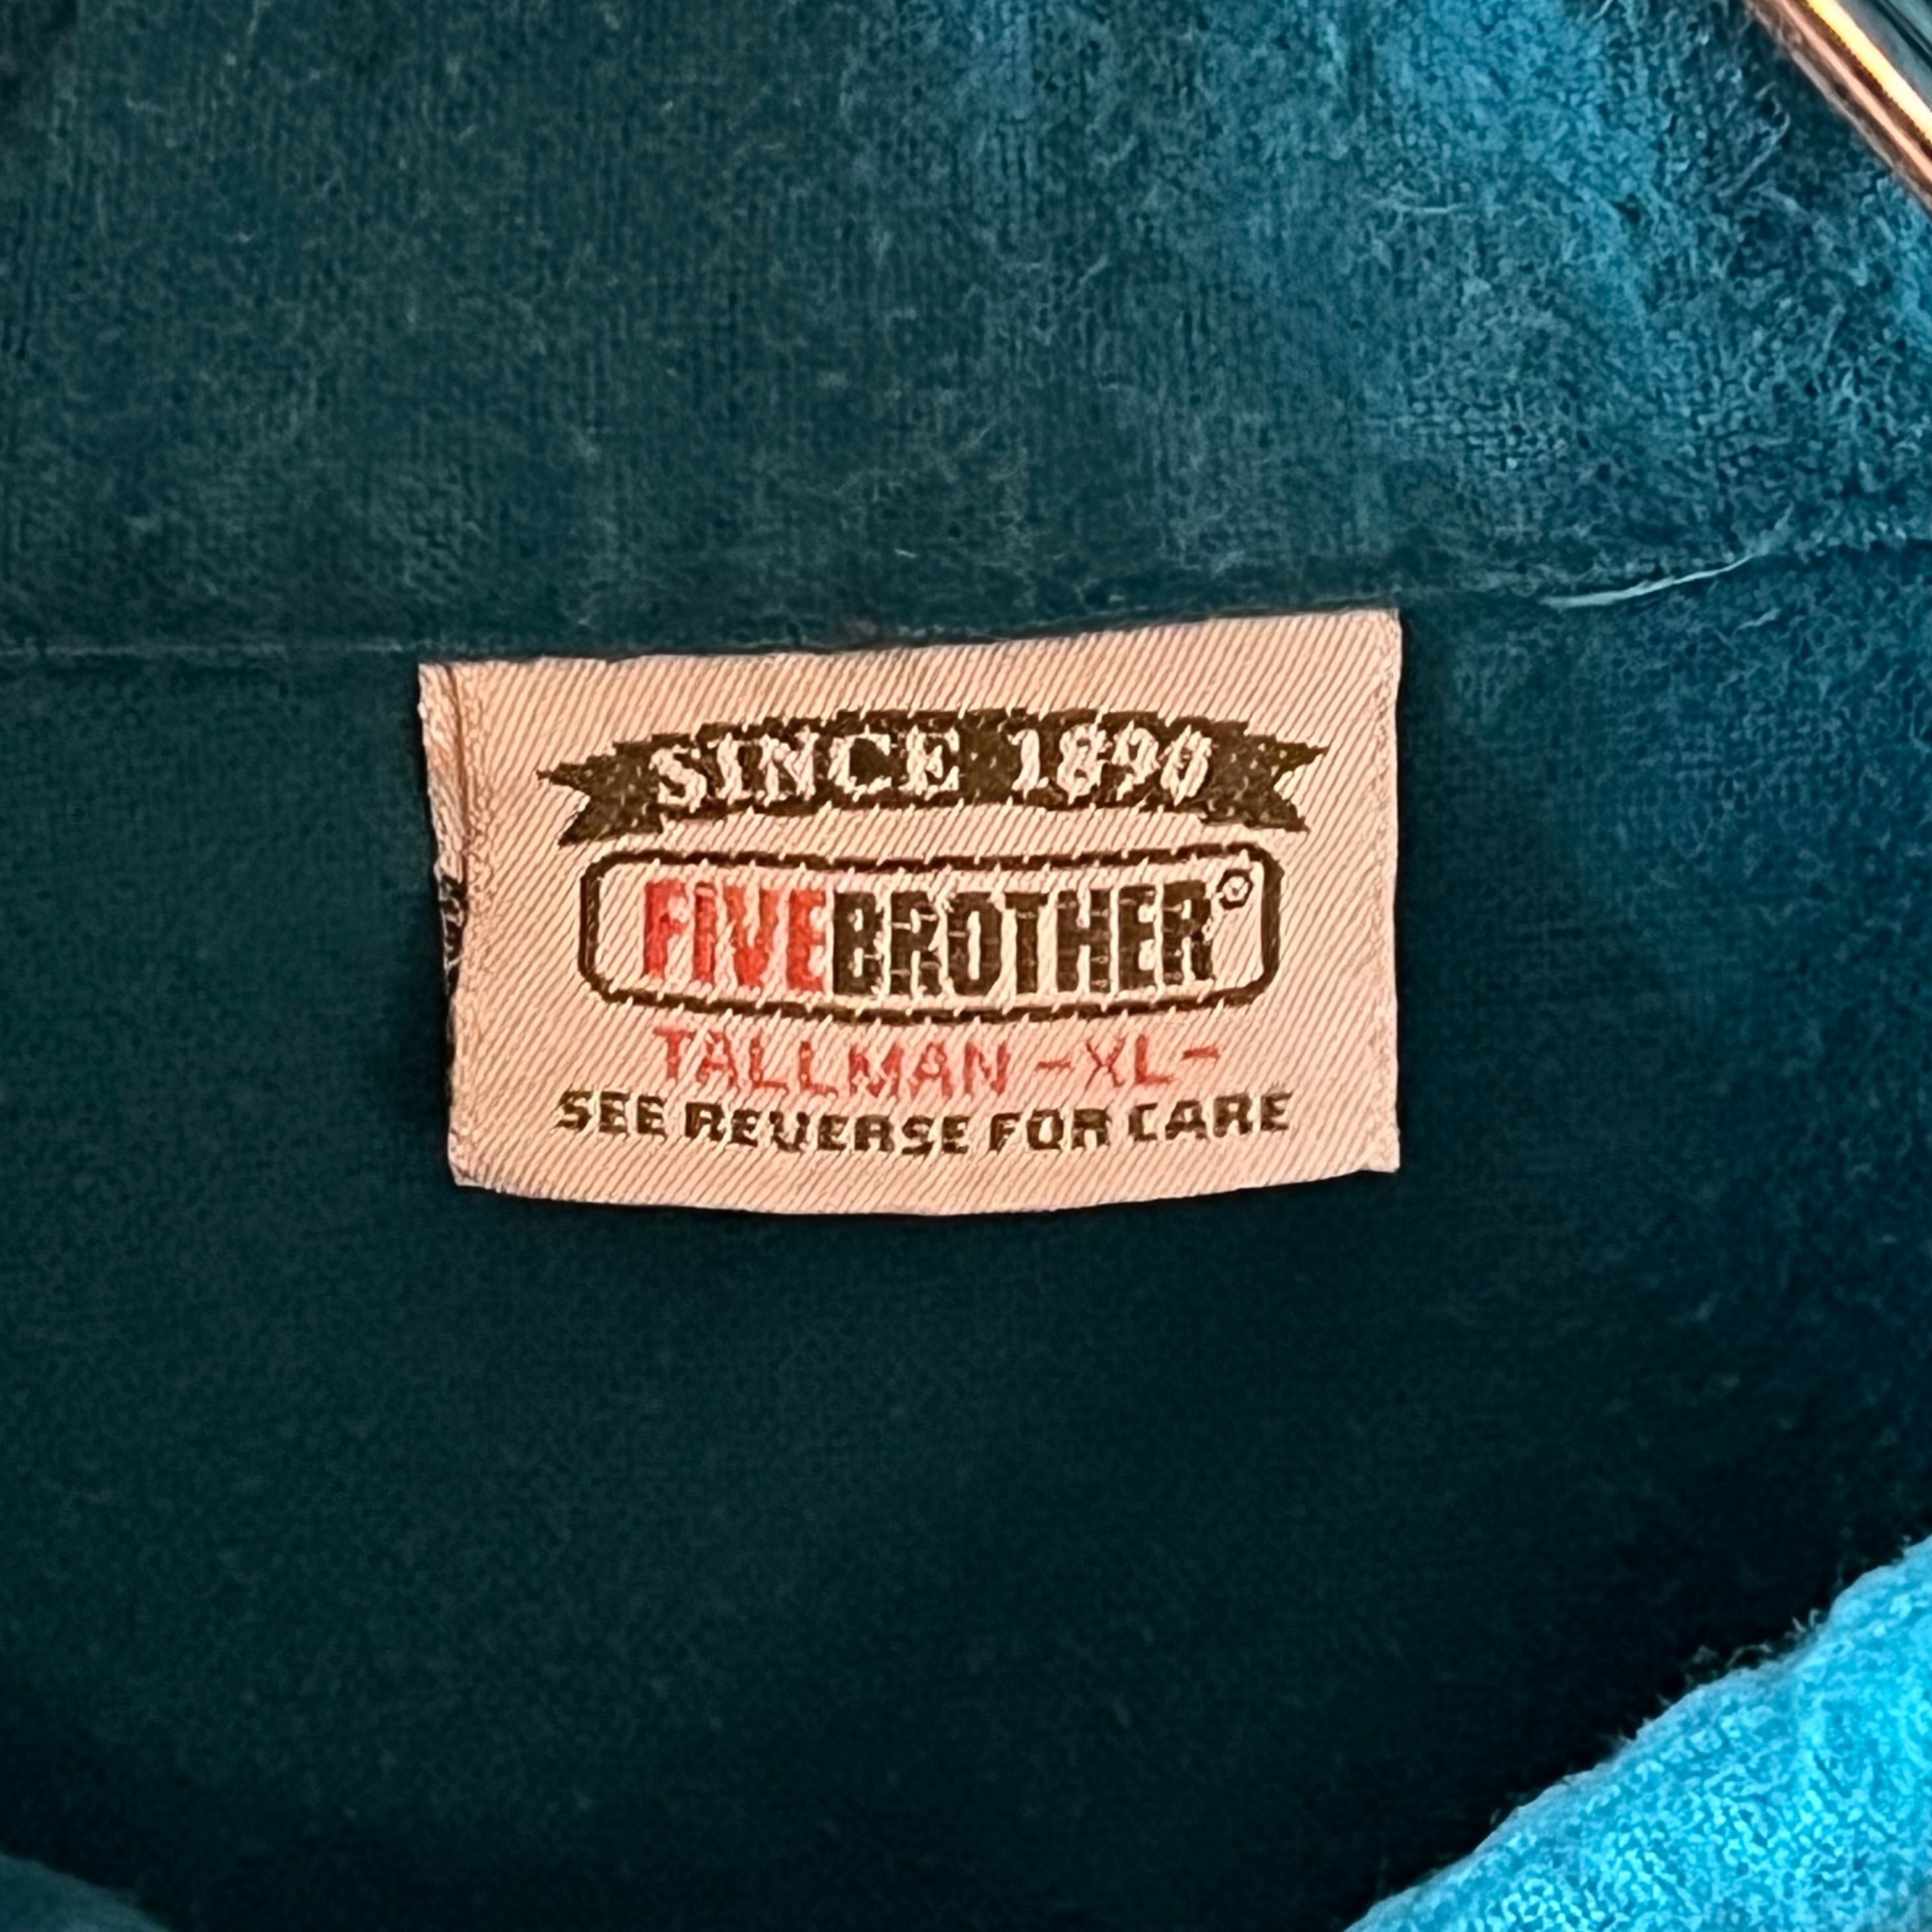 SINCE 1890
FIVEBROTHER®
TALLMAN -XL-
SEE REVERSE FOR CARE